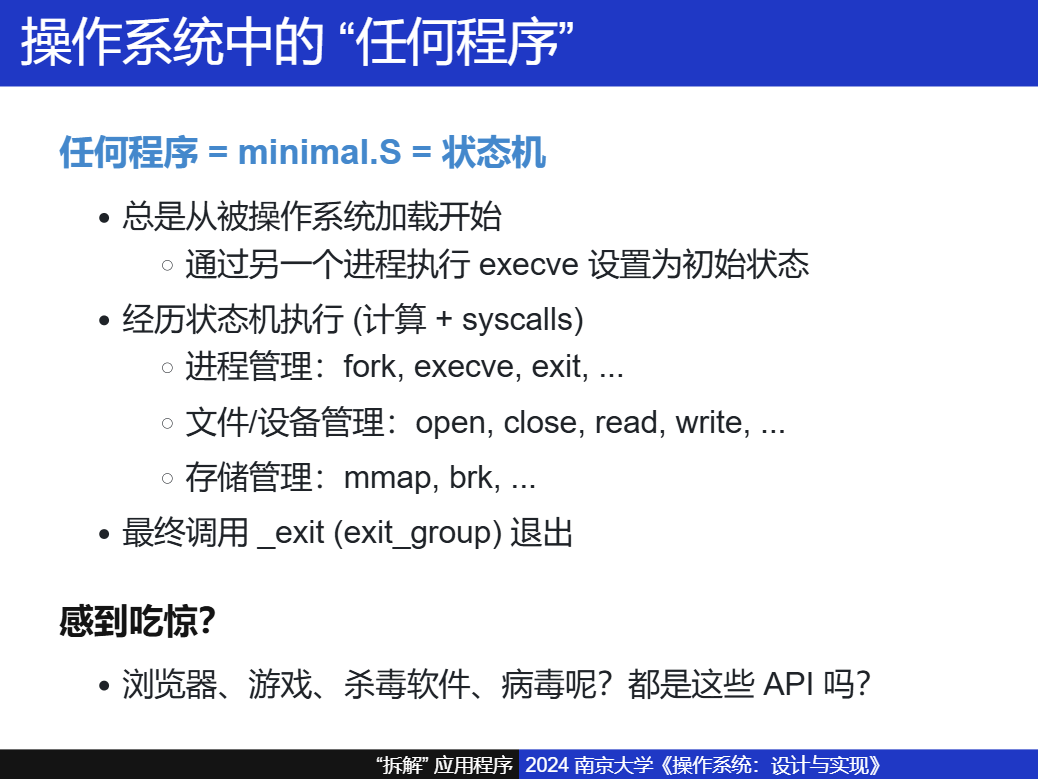 操作系统中的 “任何程序”
任何程序 = minimal.S = 状态机
• 总是从被操作系统加载开始
○ 通过另一个进程执行 execve 设置为初始状态
• 经历状态机执行 (计算 + syscalls)
○ 进程管理：fork, execve, exit, ...
○ 文件/设备管理：open, close, read, write, ...
○ 存储管理：mmap, brk, ...
• 最终调用 _exit (exit_group) 退出
感到吃惊？
• 浏览器、游戏、杀毒软件、病毒呢？都是这些 API 吗？
“拆解” 应用程序 2024 南京大学《操作系统：设计与实现》